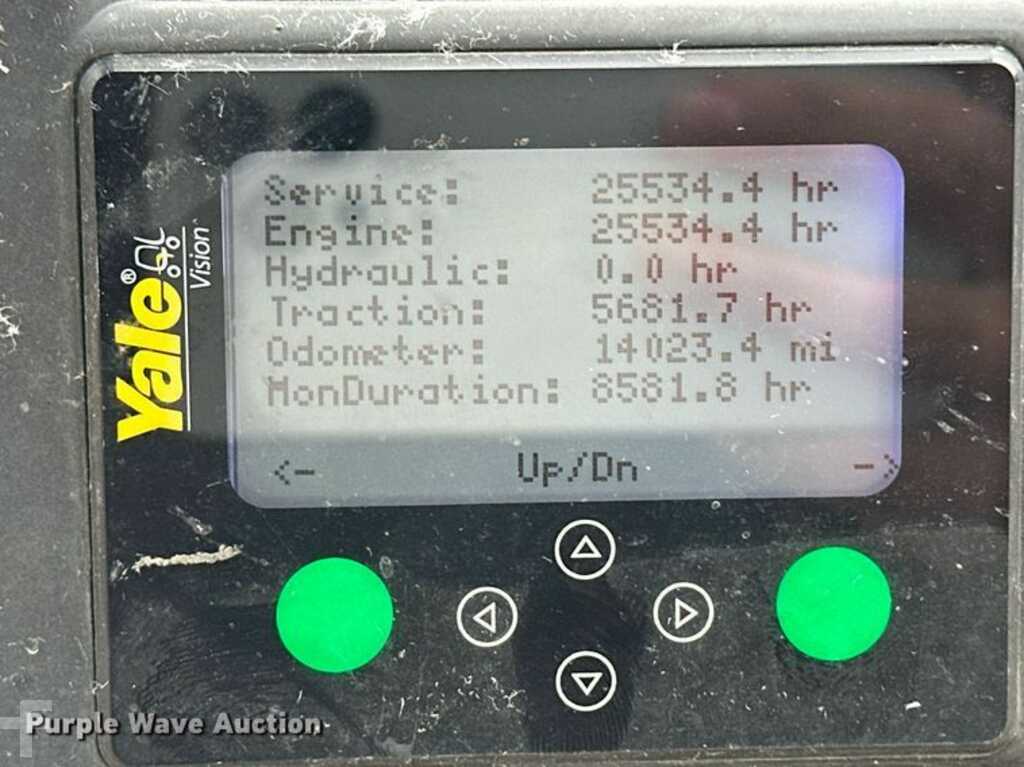 Service: 25534.4 hr
Engine: 25534.4 hr
Hydraulic: 0.0 hr
Traction: 5681.7 hr
Odometer: 14023.4 mi
MonDuration: 8581.8 hr
<- Up/Dn ->
Yale®
Vision
Purple Wave Auction